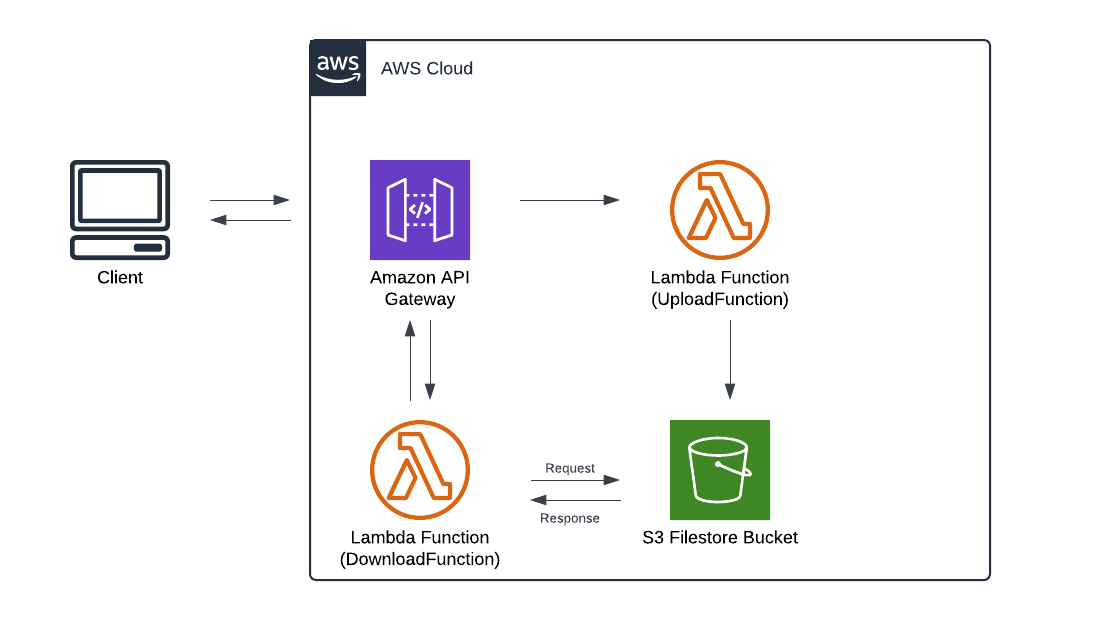 aws
AWS Cloud
</>
Client
Amazon API
Gateway
Lambda Function
(UploadFunction)
Request
Response
Lambda Function
(DownloadFunction)
S3 Filestore Bucket